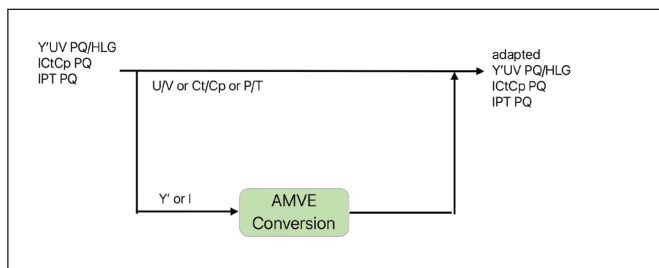 Y'UV PQ/HLG
ICtCp PQ
IPT PQ
U/V or Ct/Cp or P/T
adapted
Y'UV PQ/HLG
ICtCp PQ
IPT PQ
Y' or I
AMVE
Conversion